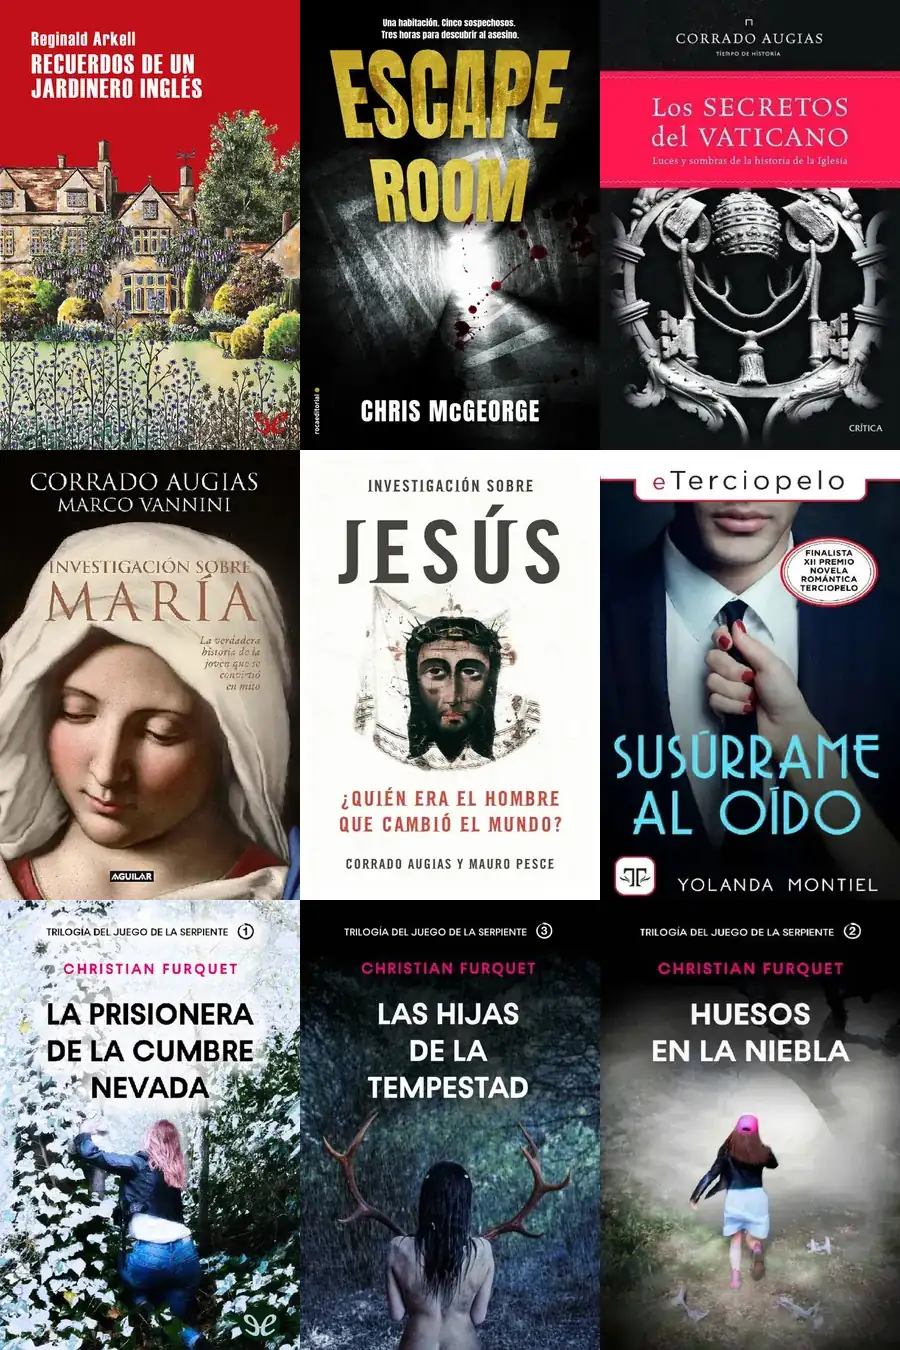 Reginald Arkell
RECUERDOS DE UN
JARDINERO INGLÉS
Una habitación. Cinco sospechosos.
Tres horas para descubrir al asesino.
ESCAPE
ROOM
rocaeditorial
CHRIS McGEORGE
CORRADO AUGIAS
TIEMPO DE HISTORIA
Los SECRETOS
del VATICANO
Luces y sombras de la historia de la Iglesia
CRÍTICA
CORRADO AUGIAS
MARCO VANNINI
INVESTIGACIÓN SOBRE
MARÍA
La verdadera
historia de la
joven que se
convirtió
en mito
AGUILAR
INVESTIGACIÓN SOBRE
JESÚS
¿QUIÉN ERA EL HOMBRE
QUE CAMBIÓ EL MUNDO?
CORRADO AUGIAS Y MAURO PESCE
eTerciopelo
FINALISTA
XII PREMIO
NOVELA
ROMÁNTICA
TERCIOPELO
SUSÚRRAME
AL OÍDO
YOLANDA MONTIEL
TRILOGÍA DEL JUEGO DE LA SERPIENTE 1
CHRISTIAN FURQUET
LA PRISIONERA
DE LA CUMBRE
NEVADA
TRILOGÍA DEL JUEGO DE LA SERPIENTE 3
CHRISTIAN FURQUET
LAS HIJAS
DE LA
TEMPESTAD
TRILOGÍA DEL JUEGO DE LA SERPIENTE 2
CHRISTIAN FURQUET
HUESOS
EN LA NIEBLA